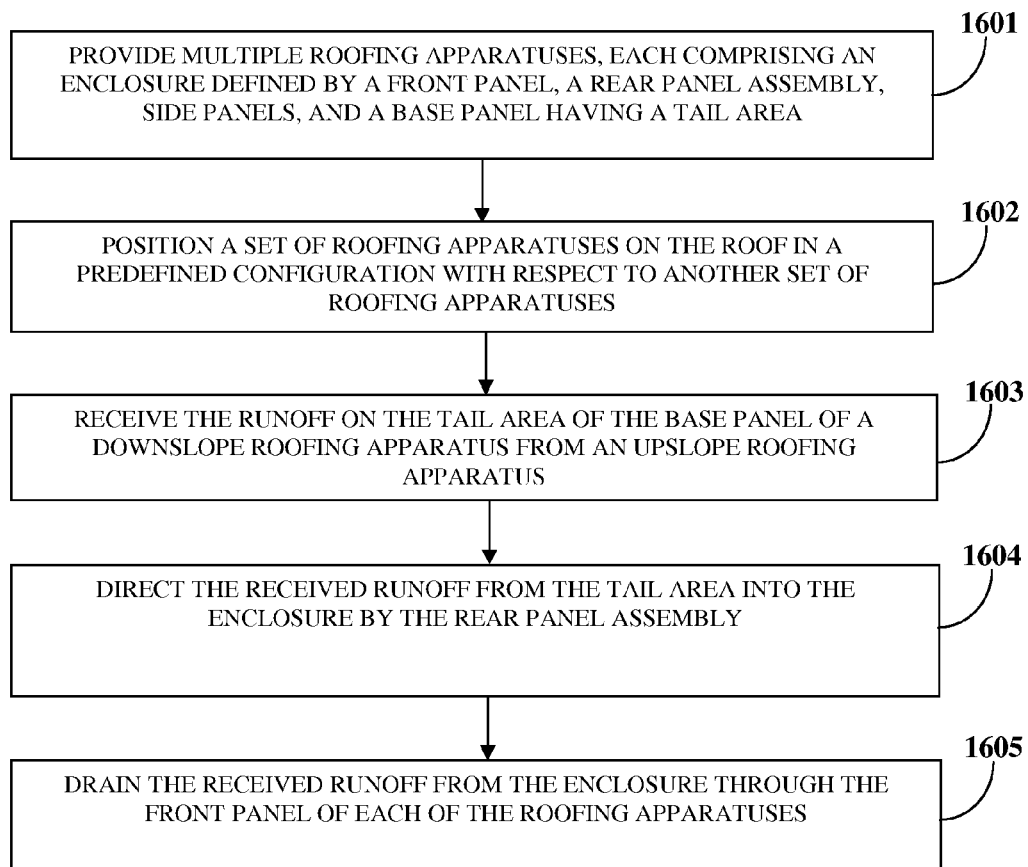 1601
PROVIDE MULTIPLE ROOFING APPARATUSES, EACH COMPRISING AN
ENCLOSURE DEFINED BY A FRONT PANEL, A REAR PANEL ASSEMBLY,
SIDE PANELS, AND A BASE PANEL HAVING A TAIL AREA
1602
POSITION A SET OF ROOFING APPARATUSES ON THE ROOF IN A
PREDEFINED CONFIGURATION WITH RESPECT TO ANOTHER SET OF
ROOFING APPARATUSES
1603
RECEIVE THE RUNOFF ON THE TAIL AREA OF THE BASE PANEL OF A
DOWNSLOPE ROOFING APPARATUS FROM AN UPSLOPE ROOFING
APPARATUS
1604
DIRECT THE RECEIVED RUNOFF FROM THE TAIL AREA INTO THE
ENCLOSURE BY THE REAR PANEL ASSEMBLY
1605
DRAIN THE RECEIVED RUNOFF FROM THE ENCLOSURE THROUGH THE
FRONT PANEL OF EACH OF THE ROOFING APPARATUSES